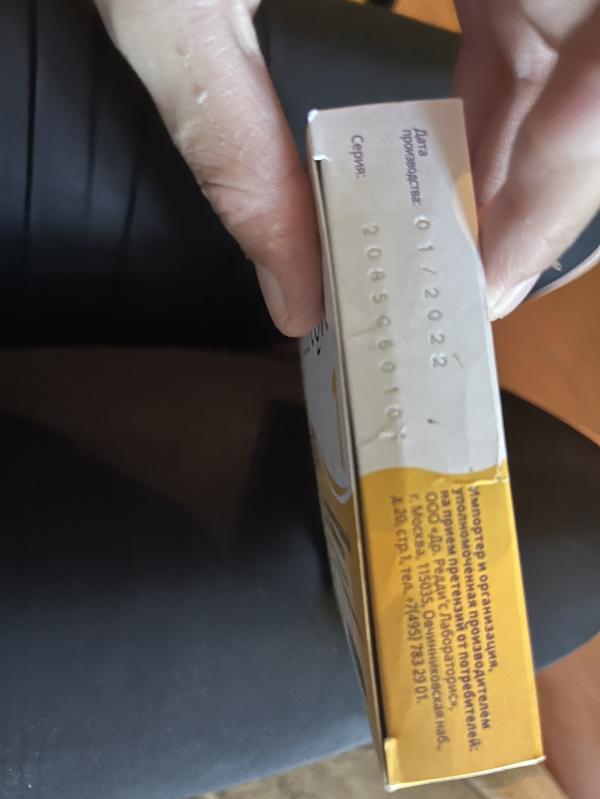 Дата
производства: 01/2022
Серия:
Импортер и организация,
уполномоченная производителем
на прием претензий от потребителей:
ООО «Др. Редди'с Лабораторис»,
г. Москва, 115035, Овчинниковская наб.,
д. 20, стр.1, тел. +7(495) 783 29 01.